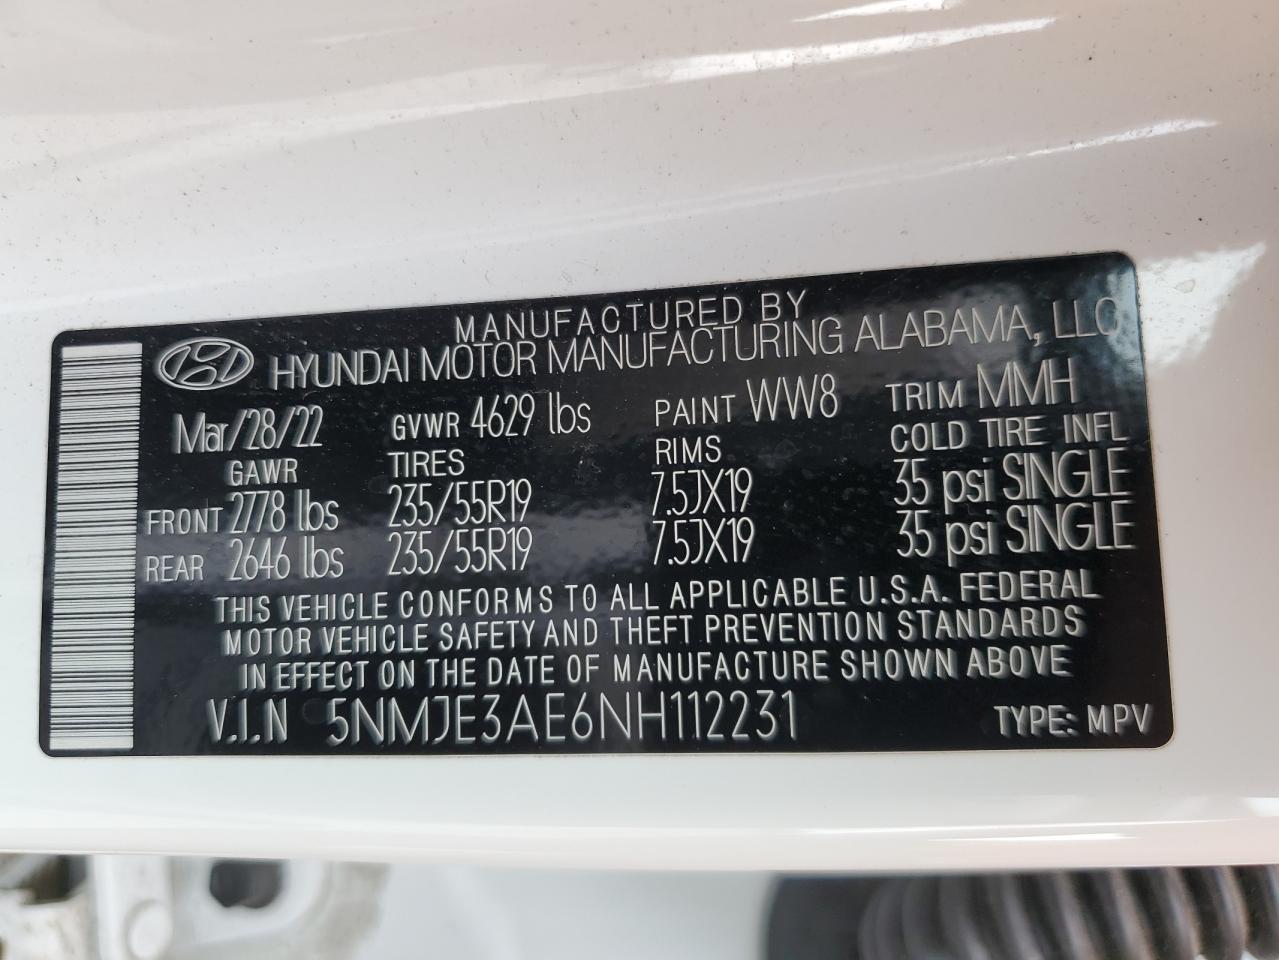 MANUFACTURED BY
HYUNDAI MOTOR MANUFACTURING ALABAMA, LLC
Mar/28/22 GVWR 4629 lbs PAINT WW8 TRIM MMH
GAWR TIRES RIMS COLD TIRE INFL
FRONT 2778 lbs 235/55R19 7.5JX19 35 psi SINGLE
REAR 2646 lbs 235/55R19 7.5JX19 35 psi SINGLE
THIS VEHICLE CONFORMS TO ALL APPLICABLE U.S.A. FEDERAL
MOTOR VEHICLE SAFETY AND THEFT PREVENTION STANDARDS
IN EFFECT ON THE DATE OF MANUFACTURE SHOWN ABOVE
V.I.N 5NMJE3AE6NH112231 TYPE: MPV